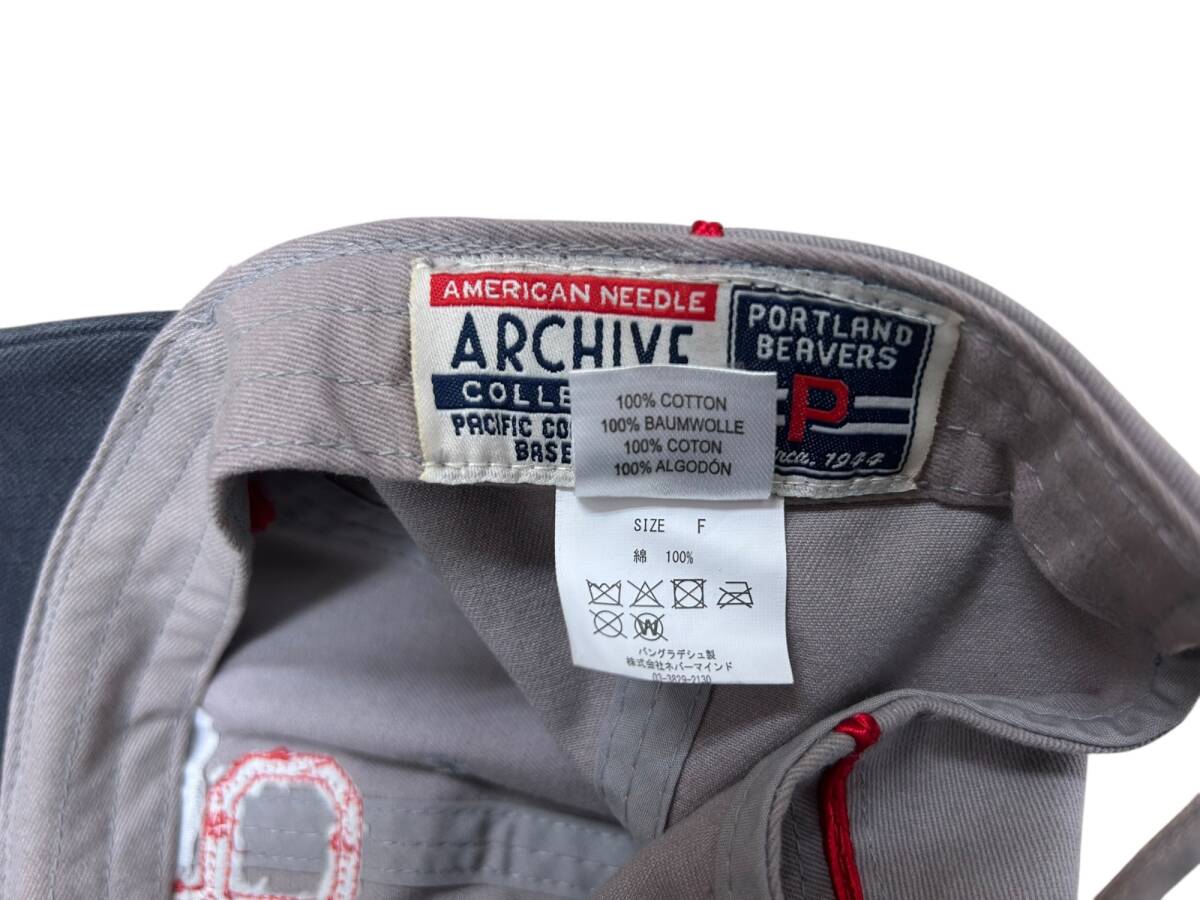 AMERICAN NEEDLE
ARCHIVE
COLLE
PACIFIC CO
BASE
PORTLAND
BEAVERS
P
1944
100% COTTON
100% BAUMWOLLE
100% COTON
100% ALGODÓN
SIZE F
綿 100%
W
バングラデシュ製
株式会社ネバーマインド
03-3829-2130